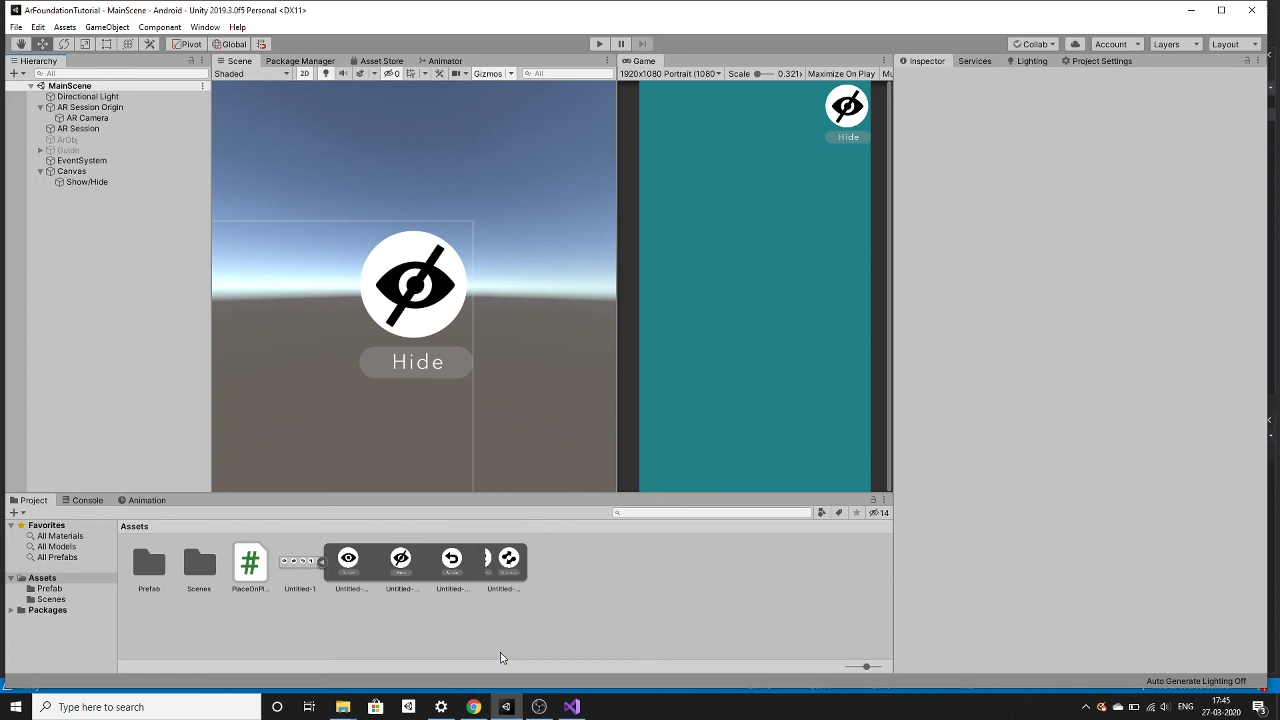 ArFoundationTutorial - MainScene - Android - Unity 2019.3.0f5 Personal <DX11>
File Edit Assets GameObject Component Window Help
Pivot Global Collab Account Layers Layout
Hierarchy Scene Package Manager Asset Store Animator Game Inspector Services Lighting Project Settings
All Shaded 2D 0 Gizmos All 1920x1080 Portrait (1080 Scale 0.321 Maximize On Play Mu
MainScene
Directional Light
AR Session Origin
AR Camera
AR Session
ArObj
Guide
EventSystem
Canvas
Show/Hide
Hide
Hide
Project Console Animation
14
Favorites
All Materials
All Models
All Prefabs
Assets
Prefab
Scenes
Packages
Assets
#
Prefab Scenes PlaceOnPl... Untitled-1 Untitled-... Untitled-... Untitled-... Untitled-...
Auto Generate Lighting Off
Type here to search
ENG
17:45
27-03-2020